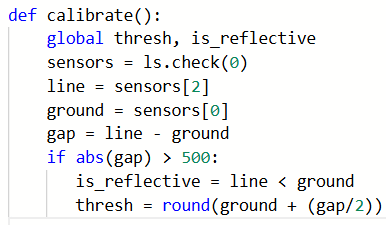 def calibrate():
    global thresh, is_reflective
    sensors = ls.check(0)
    line = sensors[2]
    ground = sensors[0]
    gap = line - ground
    if abs(gap) > 500:
        is_reflective = line < ground
        thresh = round(ground + (gap/2))